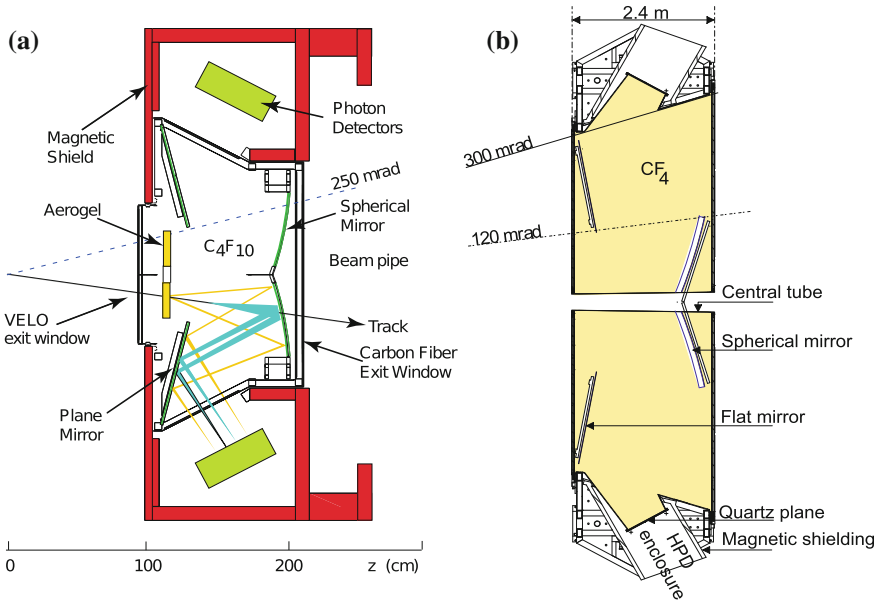 (a)
Magnetic
Shield
Photon
Detectors
250 mrad
Aerogel
C4F10
Spherical
Mirror
Beam pipe
VELO
exit window
Track
Carbon Fiber
Exit Window
Plane
Mirror
0
100
200
z (cm)
(b)
2.4 m
300 mrad
CF4
120 mrad
Central tube
Spherical mirror
Flat mirror
Quartz plane
Magnetic shielding
HPD
enclosure